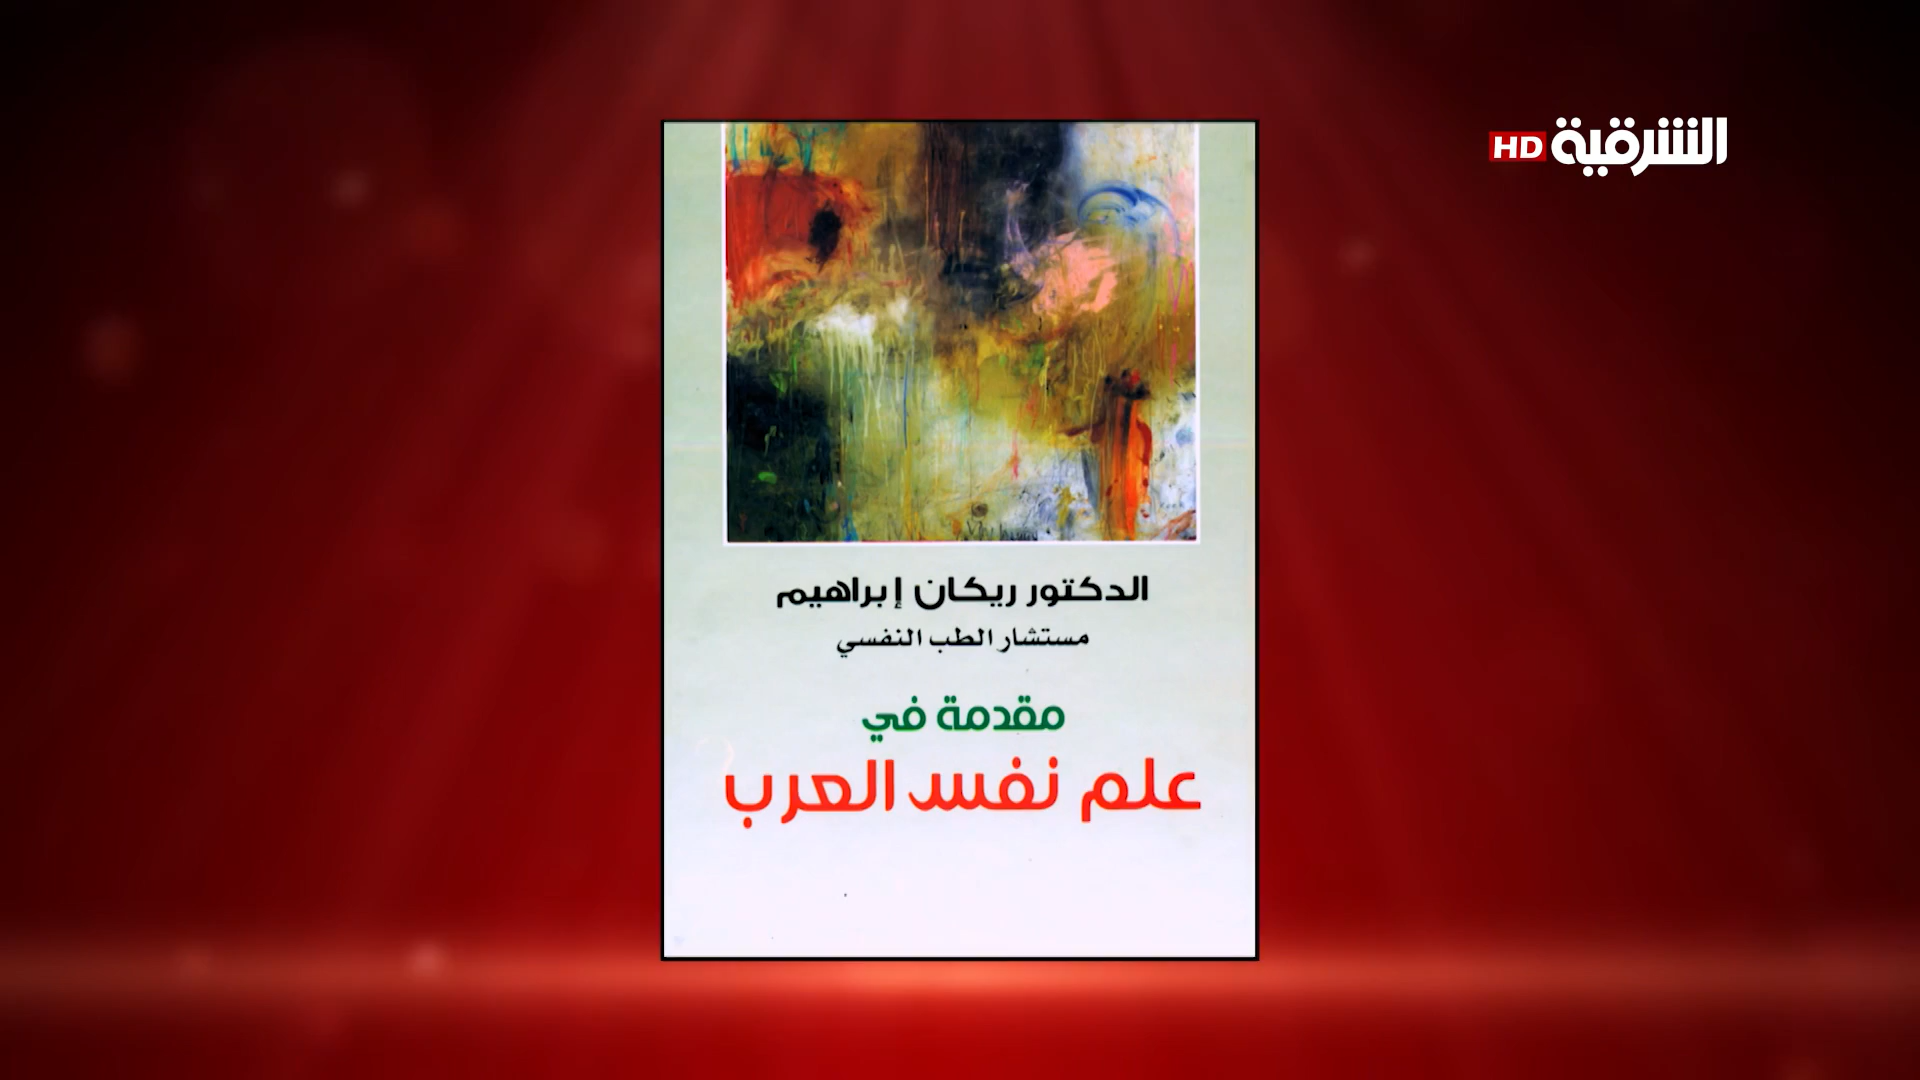 الشرقية HD
الدكتور ريكان إبراهيم
مستشار الطب النفسي
مقدمة في
علم نفس العرب